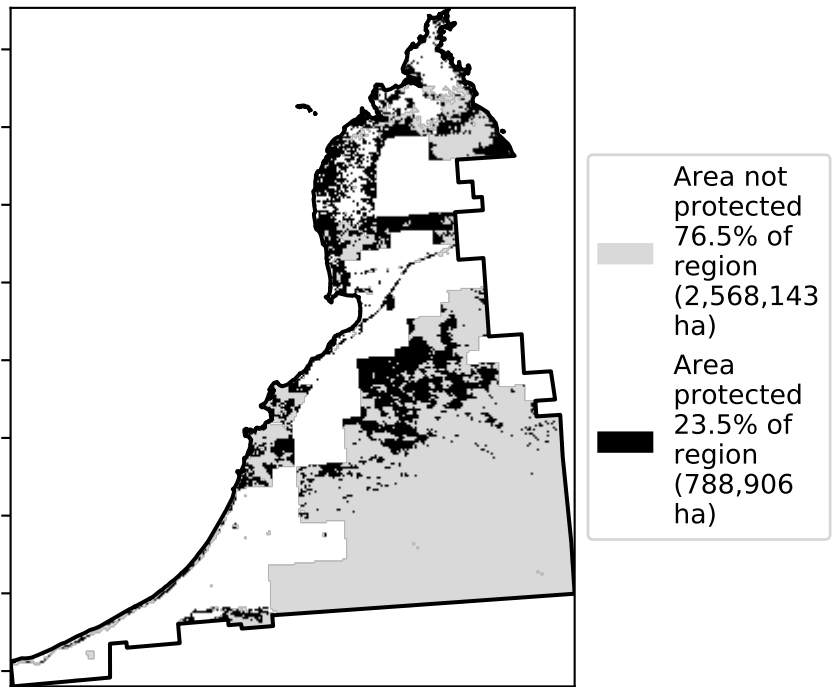 Area not
protected
76.5% of
region
(2,568,143
ha)
Area
protected
23.5% of
region
(788,906
ha)